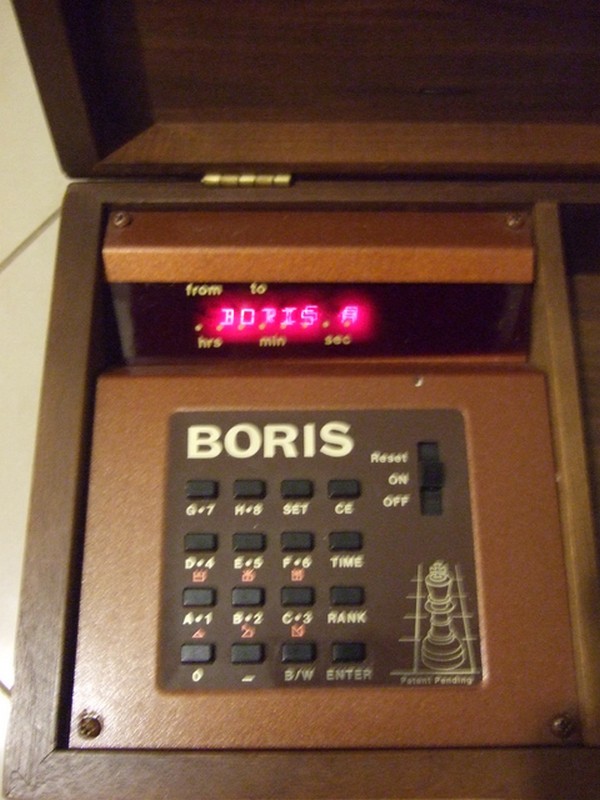 from to
BORIS A
hrs min sec
BORIS
Reset
ON
OFF
G•7 H•8 SET CE
D•4 E•5 F•6 TIME
A•1 B•2 C•3 RANK
0 – B/W ENTER
Patent Pending